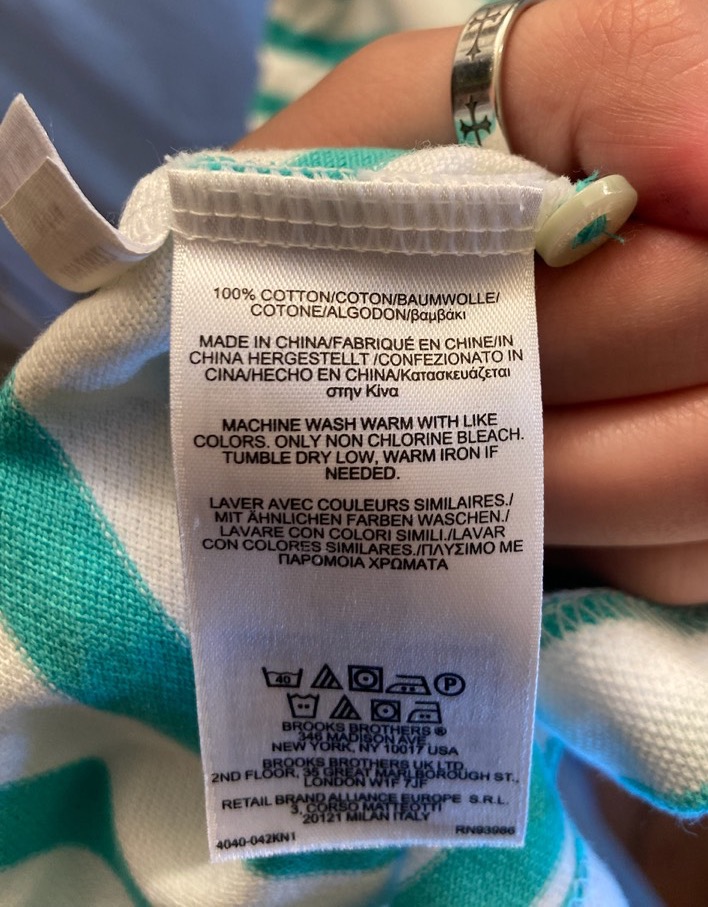 100% COTTON/COTON/BAUMWOLLE/
COTONE/ALGODON/βαμβάκι
MADE IN CHINA/FABRIQUÉ EN CHINE/IN
CHINA HERGESTELLT /CONFEZIONATO IN
CINA/HECHO EN CHINA/Κατασκευάζεται
στην Κίνα
MACHINE WASH WARM WITH LIKE
COLORS. ONLY NON CHLORINE BLEACH.
TUMBLE DRY LOW, WARM IRON IF
NEEDED.
LAVER AVEC COULEURS SIMILAIRES./
MIT ÄHNLICHEN FARBEN WASCHEN./
LAVARE CON COLORI SIMILI./LAVAR
CON COLORES SIMILARES./ΠΛΥΣΙΜΟ ΜΕ
ΠΑΡΟΜΟΙΑ ΧΡΩΜΑΤΑ
40 P
BROOKS BROTHERS ®
346 MADISON AVE
NEW YORK, NY 10017 USA
BROOKS BROTHERS UK LTD.
2ND FLOOR, 35 GREAT MARLBOROUGH ST.,
LONDON W1F 7JF
RETAIL BRAND ALLIANCE EUROPE S.R.L.
3, CORSO MATTEOTTI
20121 MILAN ITALY
4040-042KN1 RN93986